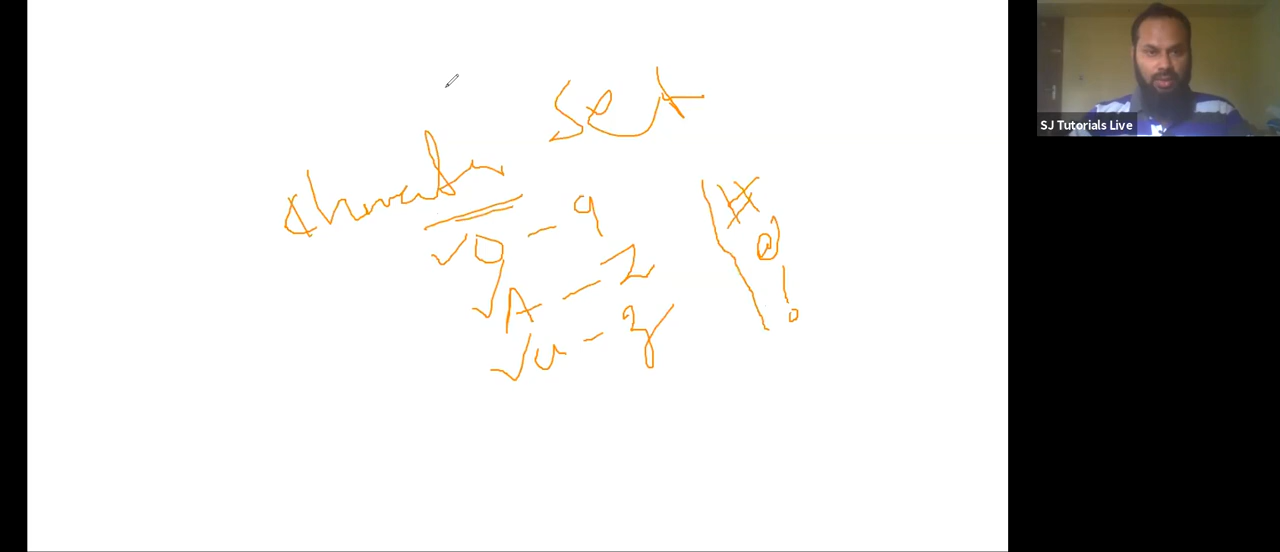 Character set
0 - 9
A - Z
a - z
#
@
!
SJ Tutorials Live